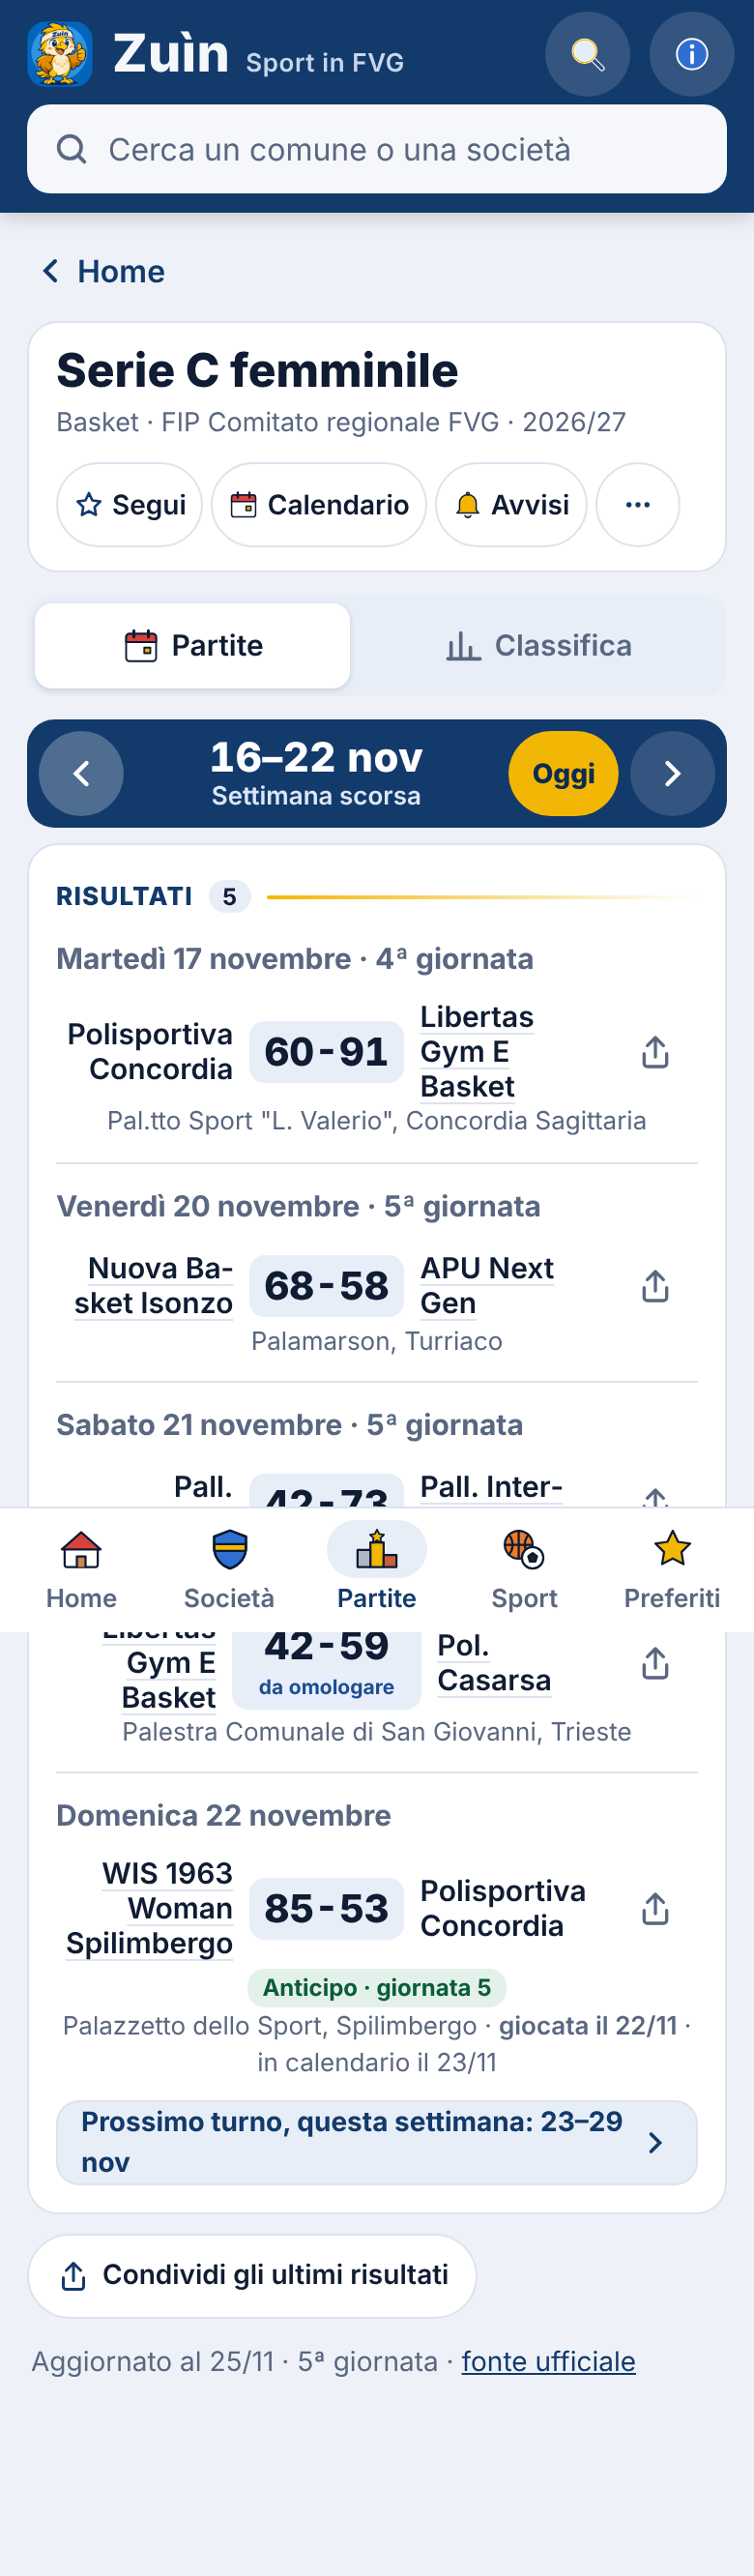 Zuìn Sport in FVG
Cerca un comune o una società
Home
Serie C femminile
Basket · FIP Comitato regionale FVG · 2026/27
Segui Calendario Avvisi ...
Partite Classifica
16–22 nov
Settimana scorsa
Oggi
RISULTATI 5
Martedì 17 novembre · 4ª giornata
Polisportiva
Concordia
60-91
Libertas
Gym E
Basket
Pal.tto Sport "L. Valerio", Concordia Sagittaria
Venerdì 20 novembre · 5ª giornata
Nuova Ba-
sket Isonzo
68-58
APU Next
Gen
Palamarson, Turriaco
Sabato 21 novembre · 5ª giornata
Pall.
42-73
Pall. Inter-
Home Società Partite Sport Preferiti
Libertas
Gym E
Basket
42-59
da omologare
Pol.
Casarsa
Palestra Comunale di San Giovanni, Trieste
Domenica 22 novembre
WIS 1963
Woman
Spilimbergo
85-53
Polisportiva
Concordia
Anticipo · giornata 5
Palazzetto dello Sport, Spilimbergo · giocata il 22/11 ·
in calendario il 23/11
Prossimo turno, questa settimana: 23–29
nov
Condividi gli ultimi risultati
Aggiornato al 25/11 · 5ª giornata · fonte ufficiale